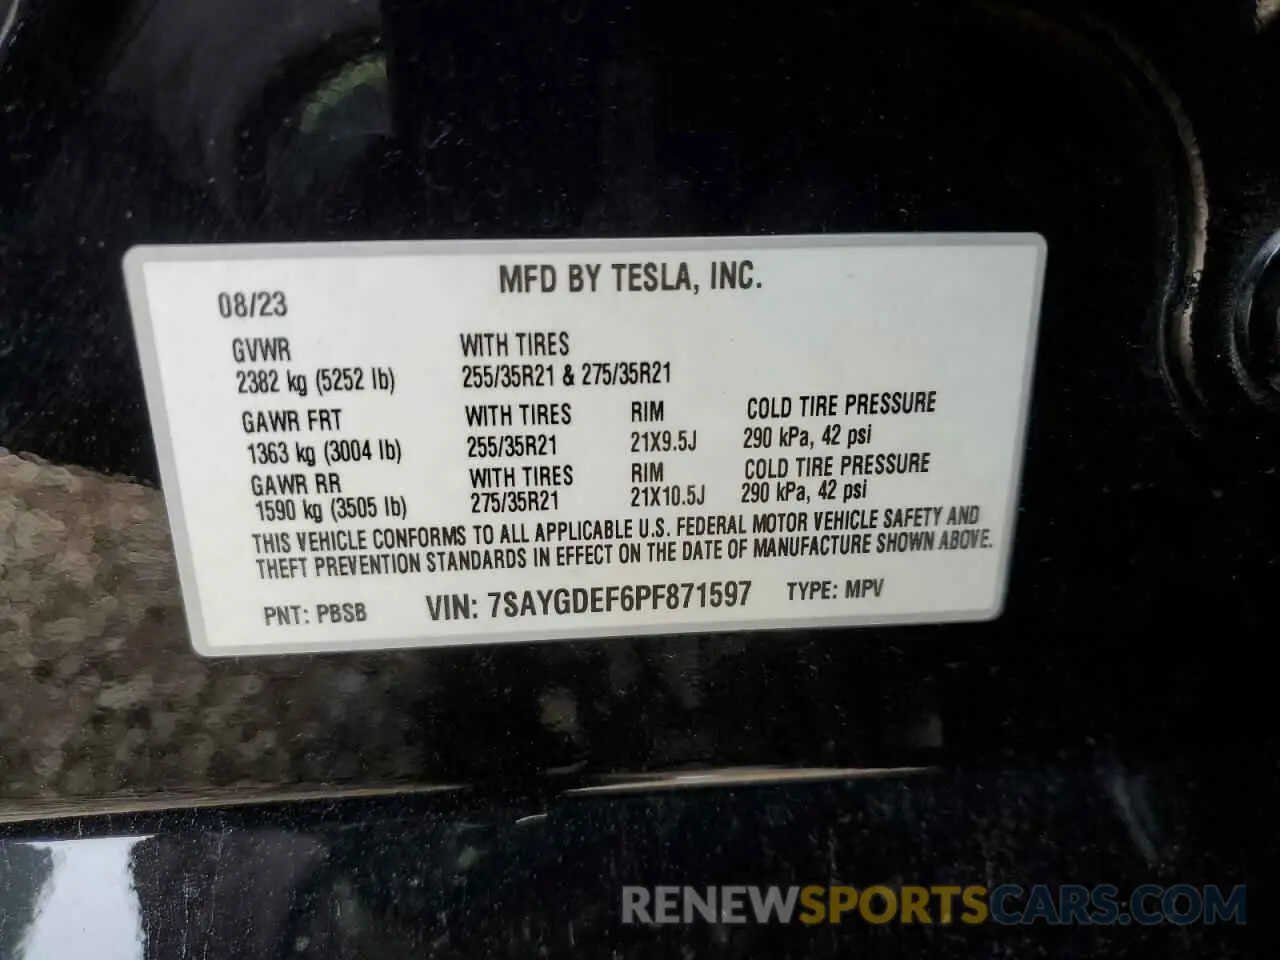 MFD BY TESLA, INC.
08/23
GVWR WITH TIRES
2382 kg (5252 lb) 255/35R21 & 275/35R21
GAWR FRT WITH TIRES RIM COLD TIRE PRESSURE
1363 kg (3004 lb) 255/35R21 21X9.5J 290 kPa, 42 psi
GAWR RR WITH TIRES RIM COLD TIRE PRESSURE
1590 kg (3505 lb) 275/35R21 21X10.5J 290 kPa, 42 psi
THIS VEHICLE CONFORMS TO ALL APPLICABLE U.S. FEDERAL MOTOR VEHICLE SAFETY AND
THEFT PREVENTION STANDARDS IN EFFECT ON THE DATE OF MANUFACTURE SHOWN ABOVE.
PNT: PBSB VIN: 7SAYGDEF6PF871597 TYPE: MPV
RENEWSPORTSCARS.COM